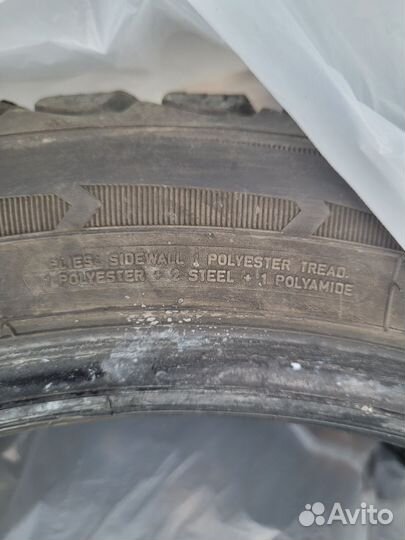 PLIES: SIDEWALL 1 POLYESTER TREAD:
1 POLYESTER + 2 STEEL + 1 POLYAMIDE
Avito